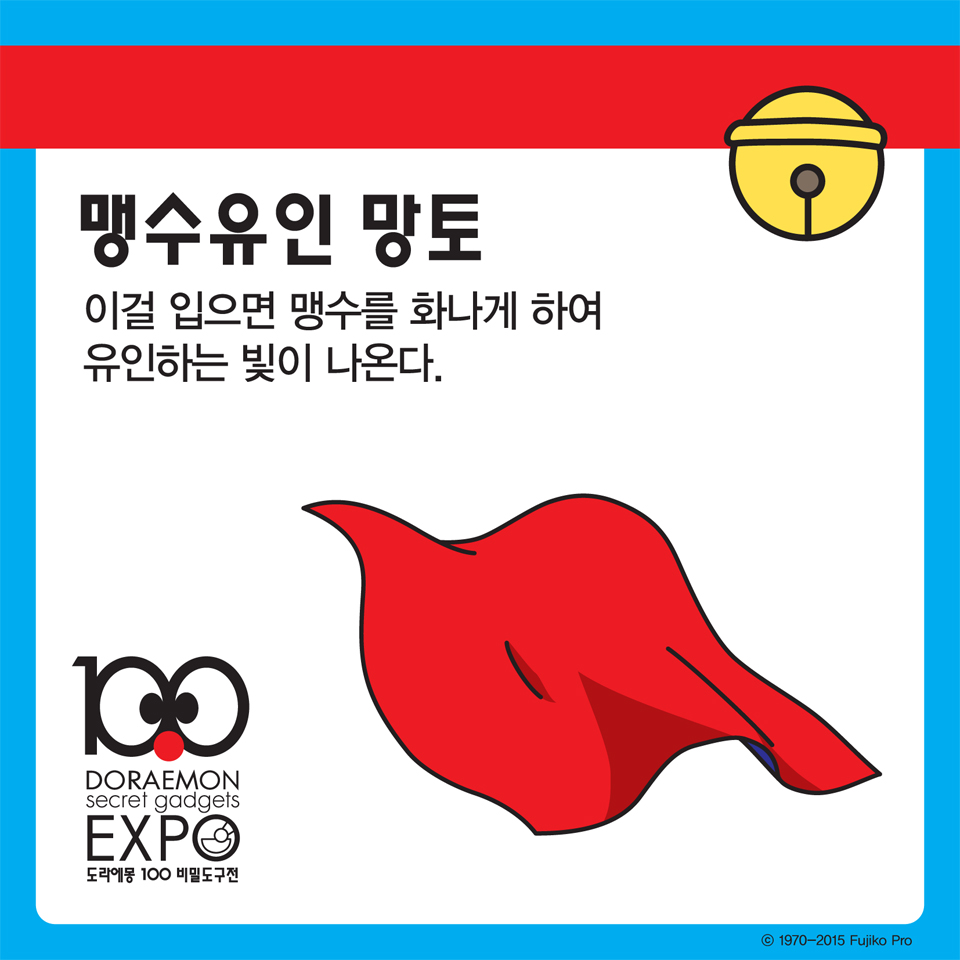 맹수유인 망토
이걸 입으면 맹수를 화나게 하여
유인하는 빛이 나온다.
100
DORAEMON
secret gadgets
EXPO
도라에몽 100 비밀도구전
© 1970–2015 Fujiko Pro